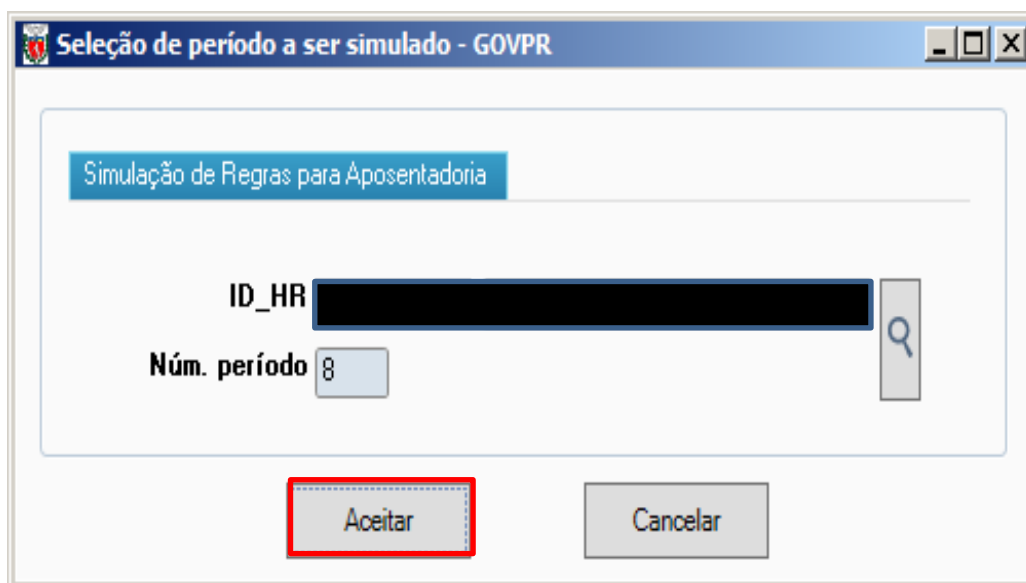 Seleção de período a ser simulado - GOVPR
Simulação de Regras para Aposentadoria
ID_HR
Núm. período 8
Aceitar Cancelar